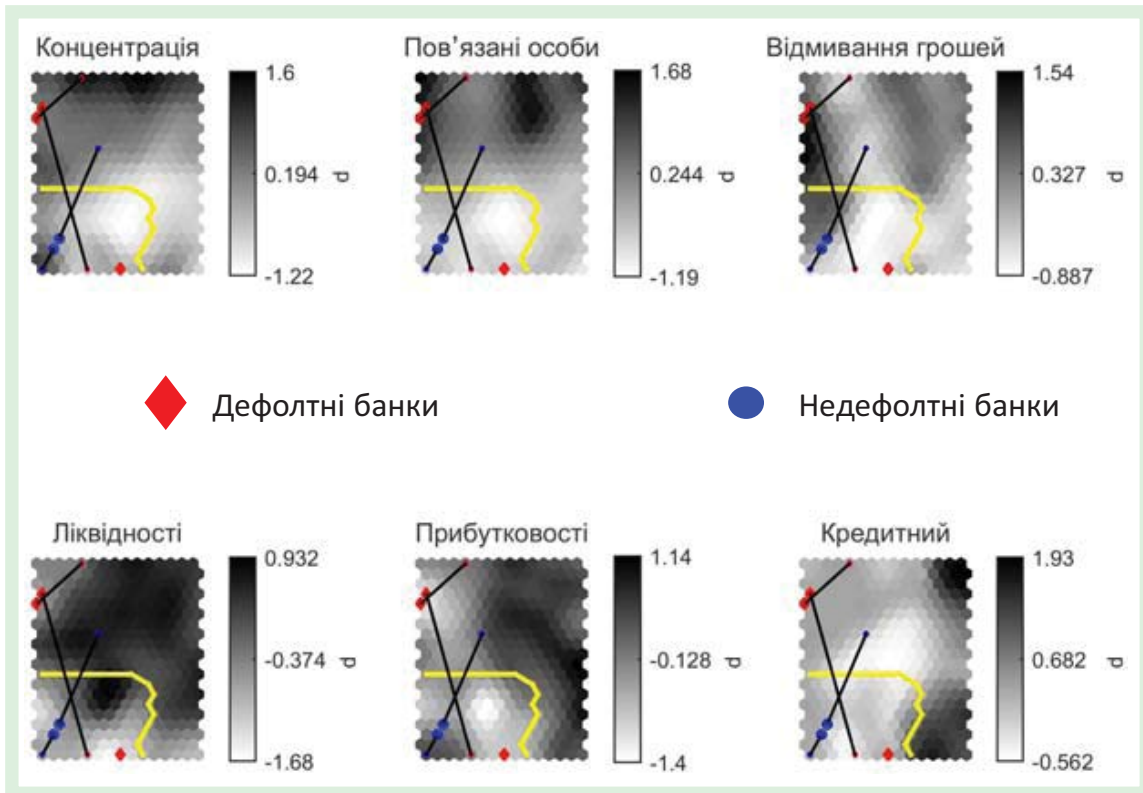 Концентрація
1.6
0.194 d
-1.22
Пов’язані особи
1.68
0.244 d
-1.19
Відмивання грошей
1.54
0.327 d
-0.887
Дефолтні банки
Недефолтні банки
Ліквідності
0.932
-0.374 d
-1.68
Прибутковості
1.14
-0.128 d
-1.4
Кредитний
1.93
0.682 d
-0.562